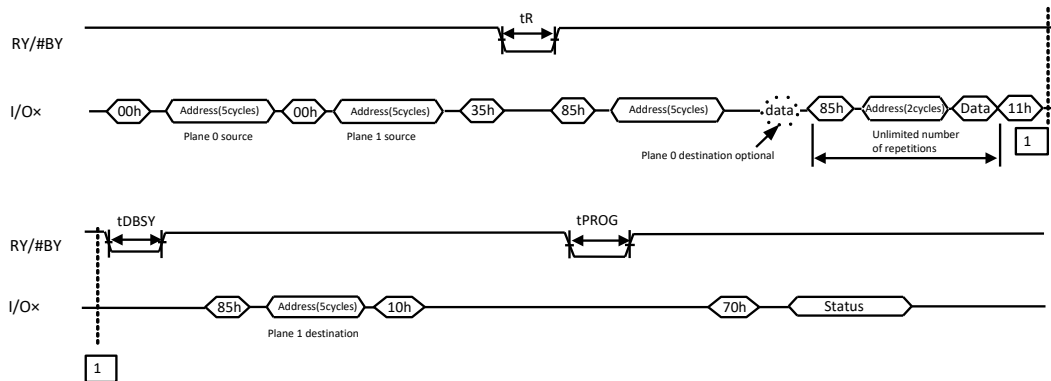 tR
RY/#BY
I/O×
00h Address(5cycles) 00h Address(5cycles) 35h 85h Address(5cycles) data 85h Address(2cycles) Data 11h
Plane 0 source
Plane 1 source
Plane 0 destination optional
Unlimited number
of repetitions
1
tDBSY
tPROG
RY/#BY
I/O×
85h Address(5cycles) 10h 70h Status
Plane 1 destination
1